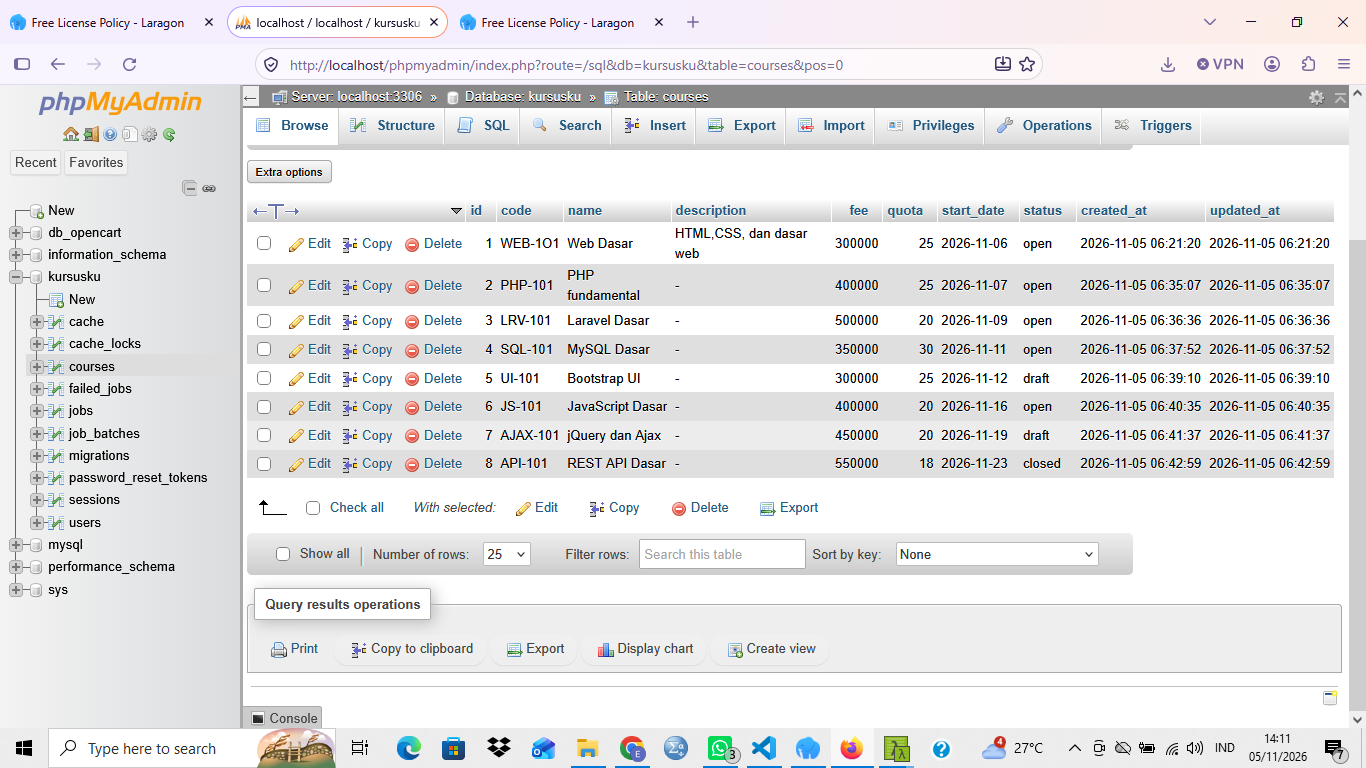 Free License Policy - Laragon
localhost / localhost / kursusku
Free License Policy - Laragon
http://localhost/phpmyadmin/index.php?route=/sql&db=kursusku&table=courses&pos=0
VPN
phpMyAdmin
Recent Favorites
New
db_opencart
information_schema
kursusku
New
cache
cache_locks
courses
failed_jobs
jobs
job_batches
migrations
password_reset_tokens
sessions
users
mysql
performance_schema
sys
Server: localhost:3306 » Database: kursusku » Table: courses
Browse Structure SQL Search Insert Export Import Privileges Operations Triggers
Extra options
id code name description fee quota start_date status created_at updated_at
Edit Copy Delete 1 WEB-1O1 Web Dasar HTML,CSS, dan dasar web 300000 25 2026-11-06 open 2026-11-05 06:21:20 2026-11-05 06:21:20
Edit Copy Delete 2 PHP-101 PHP fundamental - 400000 25 2026-11-07 open 2026-11-05 06:35:07 2026-11-05 06:35:07
Edit Copy Delete 3 LRV-101 Laravel Dasar - 500000 20 2026-11-09 open 2026-11-05 06:36:36 2026-11-05 06:36:36
Edit Copy Delete 4 SQL-101 MySQL Dasar - 350000 30 2026-11-11 open 2026-11-05 06:37:52 2026-11-05 06:37:52
Edit Copy Delete 5 UI-101 Bootstrap UI - 300000 25 2026-11-12 draft 2026-11-05 06:39:10 2026-11-05 06:39:10
Edit Copy Delete 6 JS-101 JavaScript Dasar - 400000 20 2026-11-16 open 2026-11-05 06:40:35 2026-11-05 06:40:35
Edit Copy Delete 7 AJAX-101 jQuery dan Ajax - 450000 20 2026-11-19 draft 2026-11-05 06:41:37 2026-11-05 06:41:37
Edit Copy Delete 8 API-101 REST API Dasar - 550000 18 2026-11-23 closed 2026-11-05 06:42:59 2026-11-05 06:42:59
Check all With selected: Edit Copy Delete Export
Show all Number of rows: 25 Filter rows: Search this table Sort by key: None
Query results operations
Print Copy to clipboard Export Display chart Create view
Console
Type here to search
3
4
27°C
IND
14:11
05/11/2026
7